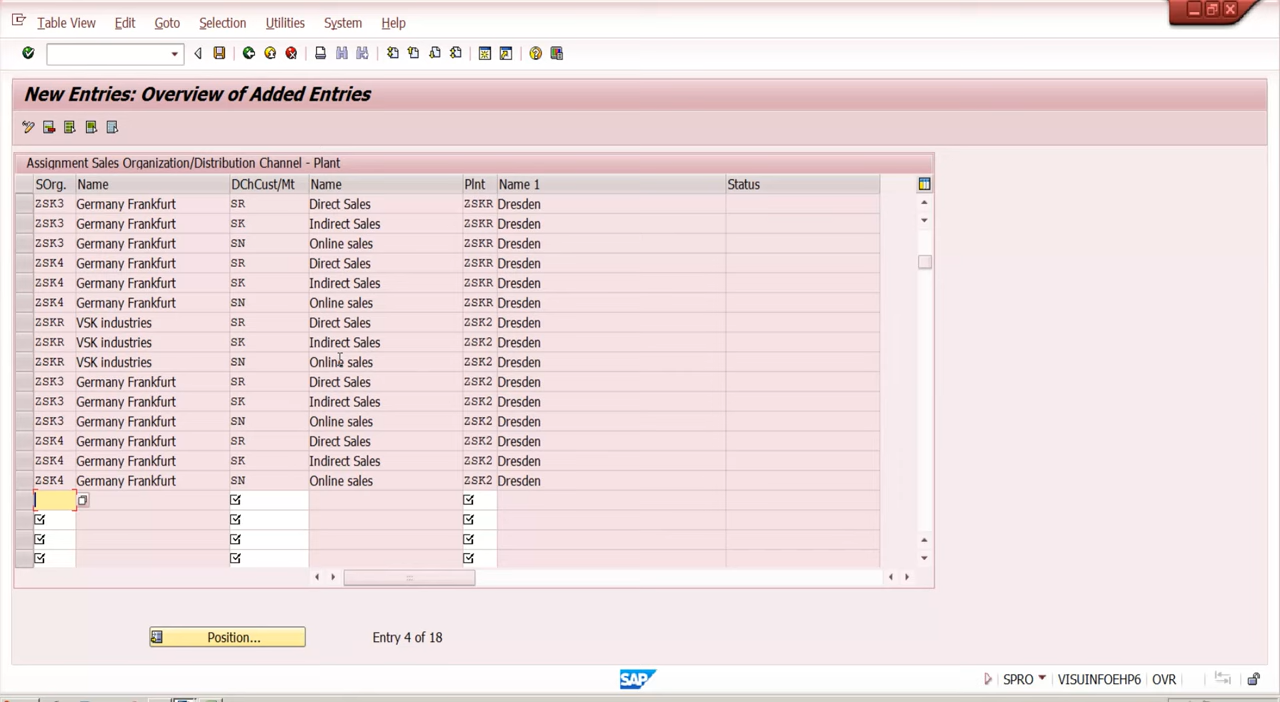 Table View Edit Goto Selection Utilities System Help
New Entries: Overview of Added Entries
Assignment Sales Organization/Distribution Channel - Plant
SOrg. Name DChCust/Mt Name Plnt Name 1 Status
ZSK3 Germany Frankfurt SR Direct Sales ZSKR Dresden
ZSK3 Germany Frankfurt SK Indirect Sales ZSKR Dresden
ZSK3 Germany Frankfurt SN Online sales ZSKR Dresden
ZSK4 Germany Frankfurt SR Direct Sales ZSKR Dresden
ZSK4 Germany Frankfurt SK Indirect Sales ZSKR Dresden
ZSK4 Germany Frankfurt SN Online sales ZSKR Dresden
ZSKR VSK industries SR Direct Sales ZSK2 Dresden
ZSKR VSK industries SK Indirect Sales ZSK2 Dresden
ZSKR VSK industries SN Online sales ZSK2 Dresden
ZSK3 Germany Frankfurt SR Direct Sales ZSK2 Dresden
ZSK3 Germany Frankfurt SK Indirect Sales ZSK2 Dresden
ZSK3 Germany Frankfurt SN Online sales ZSK2 Dresden
ZSK4 Germany Frankfurt SR Direct Sales ZSK2 Dresden
ZSK4 Germany Frankfurt SK Indirect Sales ZSK2 Dresden
ZSK4 Germany Frankfurt SN Online sales ZSK2 Dresden
Position... Entry 4 of 18
SAP SPRO VISUINFOEHP6 OVR